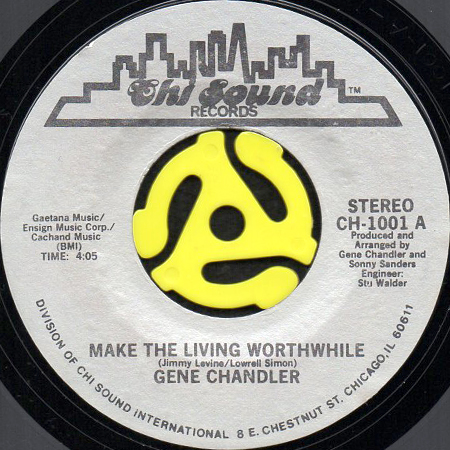 Chi Sound™
RECORDS
Gaetana Music/
Ensign Music Corp./
Cachand Music
(BMI)
TIME: 4:05
STEREO
CH-1001 A
Produced and
Arranged by
Gene Chandler and
Sonny Sanders
Engineer:
Stu Walder
MAKE THE LIVING WORTHWHILE
(Jimmy Levine/Lowrell Simon)
GENE CHANDLER
DIVISION OF CHI SOUND INTERNATIONAL 8 E. CHESTNUT ST. CHICAGO, IL 60611